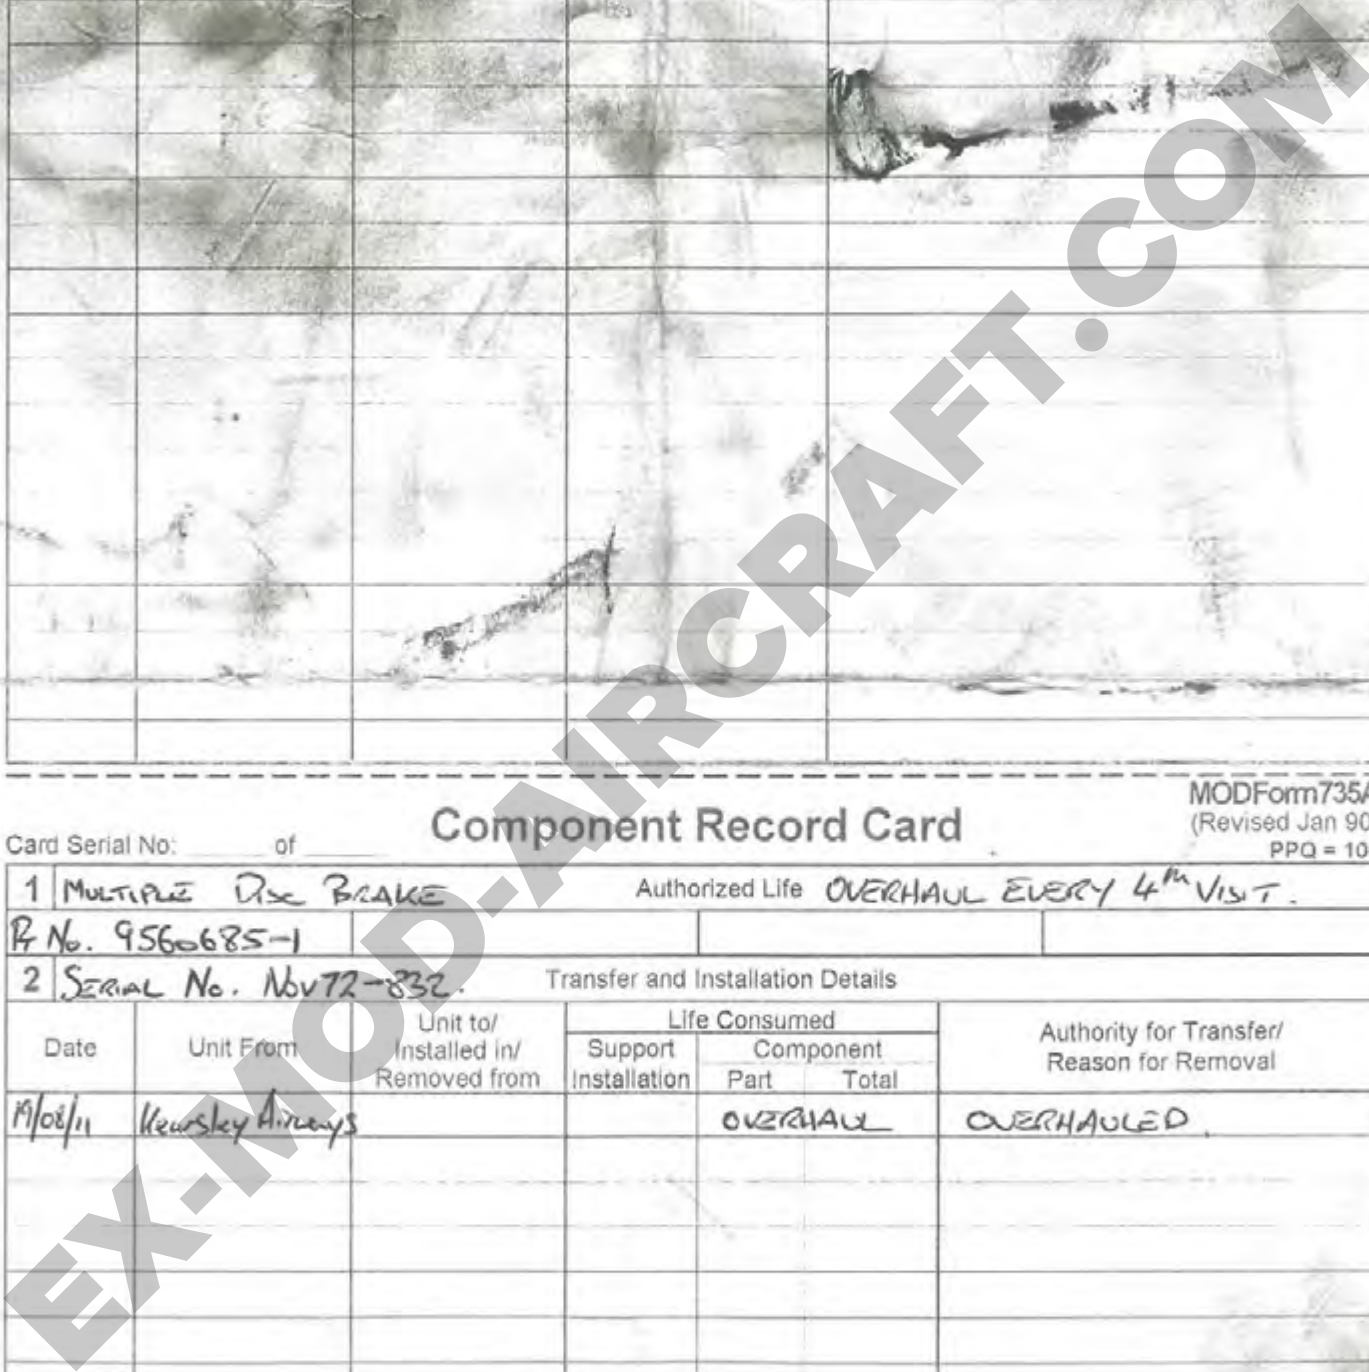 MODForm735A
Component Record Card
(Revised Jan 90
Card Serial No: of
PPQ = 10
1 MULTIPLE DISC BRAKE Authorized Life OVERHAUL EVERY 4th VISIT.
Pt No. 9560685-1
2 SERIAL No. Nov72-832. Transfer and Installation Details
Date
Unit From
Unit to/
Installed in/
Removed from
Life Consumed
Support
Installation
Component
Part Total
Authority for Transfer/
Reason for Removal
19/08/11 Kearsley Airways OVERHAUL OVERHAULED.
EX-MOD-AIRCRAFT.COM